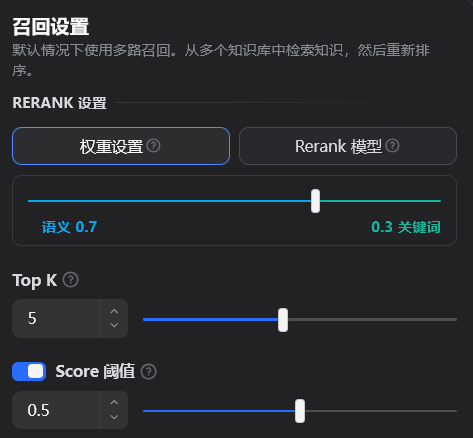 召回设置
默认情况下使用多路召回。从多个知识库中检索知识，然后重新排
序。
RERANK 设置
权重设置 Rerank 模型
语义 0.7 0.3 关键词
Top K
5
Score 阈值
0.5